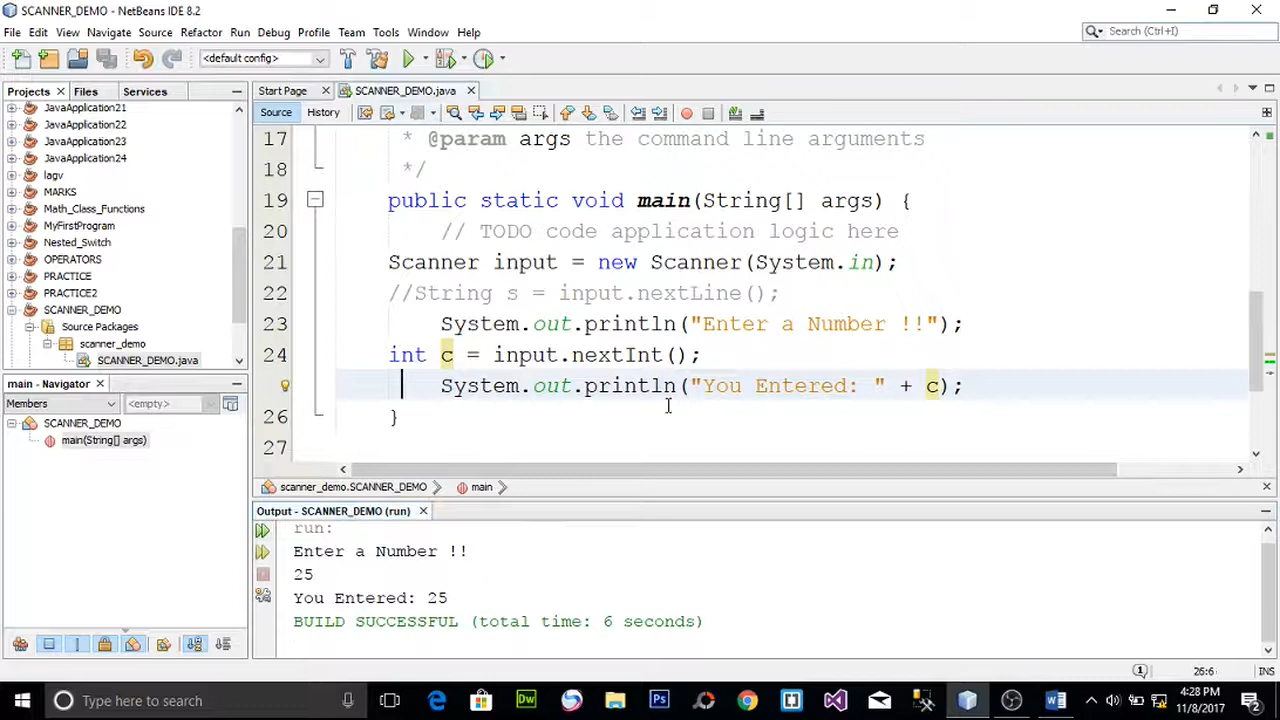 SCANNER_DEMO - NetBeans IDE 8.2
File Edit View Navigate Source Refactor Run Debug Profile Team Tools Window Help
Search (Ctrl+I)
<default config>
Projects Files Services
Start Page SCANNER_DEMO.java
Source History
JavaApplication21
JavaApplication22
JavaApplication23
JavaApplication24
lagv
MARKS
Math_Class_Functions
MyFirstProgram
Nested_Switch
OPERATORS
PRACTICE
PRACTICE2
SCANNER_DEMO
Source Packages
scanner_demo
SCANNER_DEMO.java
17 * @param args the command line arguments
18 */
19 public static void main(String[] args) {
20 // TODO code application logic here
21 Scanner input = new Scanner(System.in);
22 //String s = input.nextLine();
23 System.out.println("Enter a Number !!");
24 int c = input.nextInt();
System.out.println("You Entered: " + c);
26 }
27
main - Navigator
Members <empty>
SCANNER_DEMO
main(String[] args)
scanner_demo.SCANNER_DEMO main
Output - SCANNER_DEMO (run)
run:
Enter a Number !!
25
You Entered: 25
BUILD SUCCESSFUL (total time: 6 seconds)
26:6 INS
Type here to search
Dw
Ps
4:28 PM
11/8/2017
2